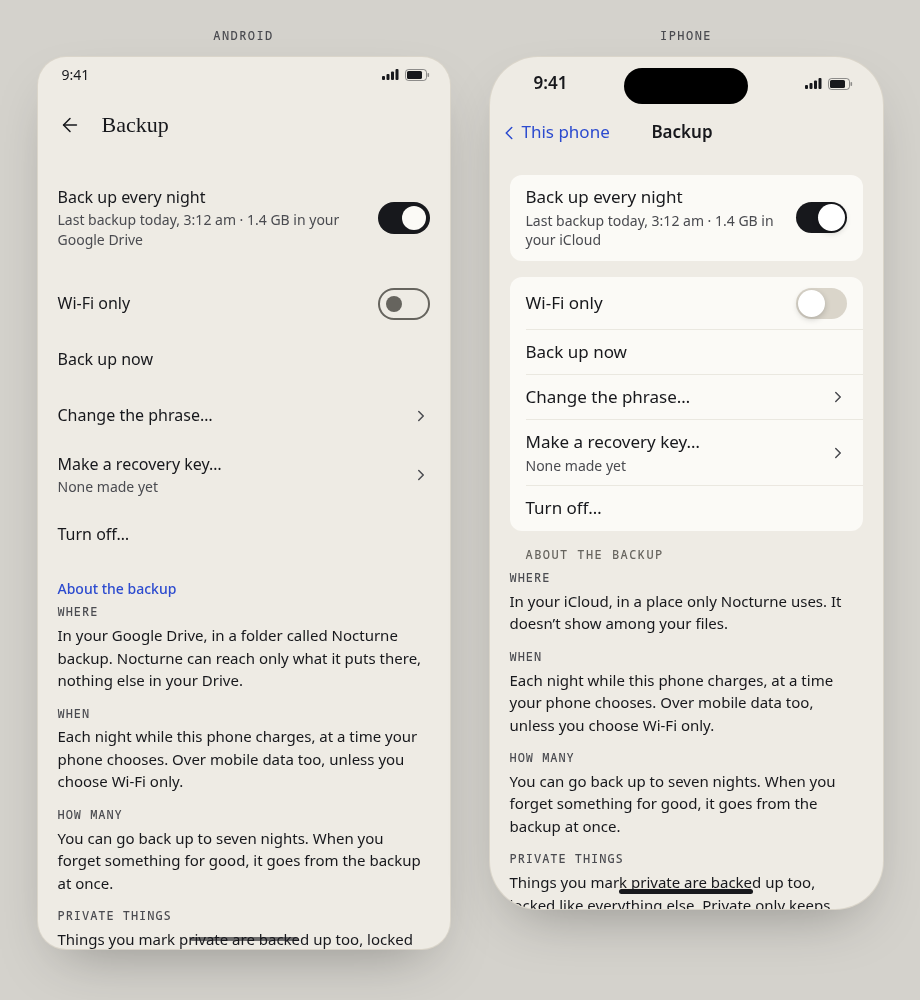 ANDROID
9:41
Backup
Back up every night
Last backup today, 3:12 am · 1.4 GB in your
Google Drive
Wi-Fi only
Back up now
Change the phrase…
Make a recovery key…
None made yet
Turn off…
About the backup
WHERE
In your Google Drive, in a folder called Nocturne
backup. Nocturne can reach only what it puts there,
nothing else in your Drive.
WHEN
Each night while this phone charges, at a time your
phone chooses. Over mobile data too, unless you
choose Wi-Fi only.
HOW MANY
You can go back up to seven nights. When you
forget something for good, it goes from the backup
at once.
PRIVATE THINGS
Things you mark private are backed up too, locked
IPHONE
9:41
This phone
Backup
Back up every night
Last backup today, 3:12 am · 1.4 GB in
your iCloud
Wi-Fi only
Back up now
Change the phrase…
Make a recovery key…
None made yet
Turn off…
ABOUT THE BACKUP
WHERE
In your iCloud, in a place only Nocturne uses. It
doesn’t show among your files.
WHEN
Each night while this phone charges, at a time
your phone chooses. Over mobile data too,
unless you choose Wi-Fi only.
HOW MANY
You can go back up to seven nights. When you
forget something for good, it goes from the
backup at once.
PRIVATE THINGS
Things you mark private are backed up too,
locked like everything else. Private only keeps